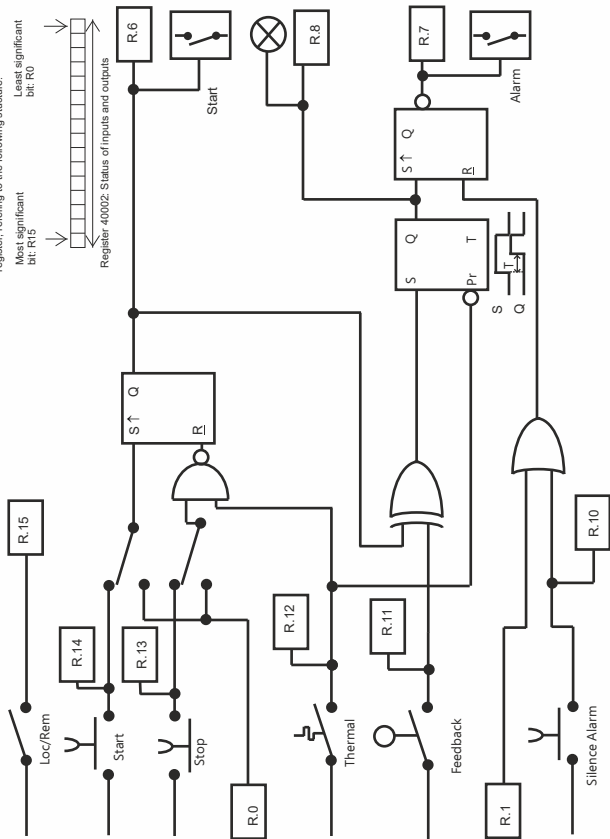 register, refering to the following stucture:
Most significant
bit: R15
Least significant
bit: R0
Register 40002: Status of inputs and outputs
Loc/Rem
R.15
R.14
Start
R.13
Stop
R.0
S↑ Q
R
R.6
Start
R.12
Thermal
R.11
Feedback
R.8
S Q
Pr T
S
Q
T
S↑ Q
R
R.7
Alarm
R.1
Silence Alarm
R.10